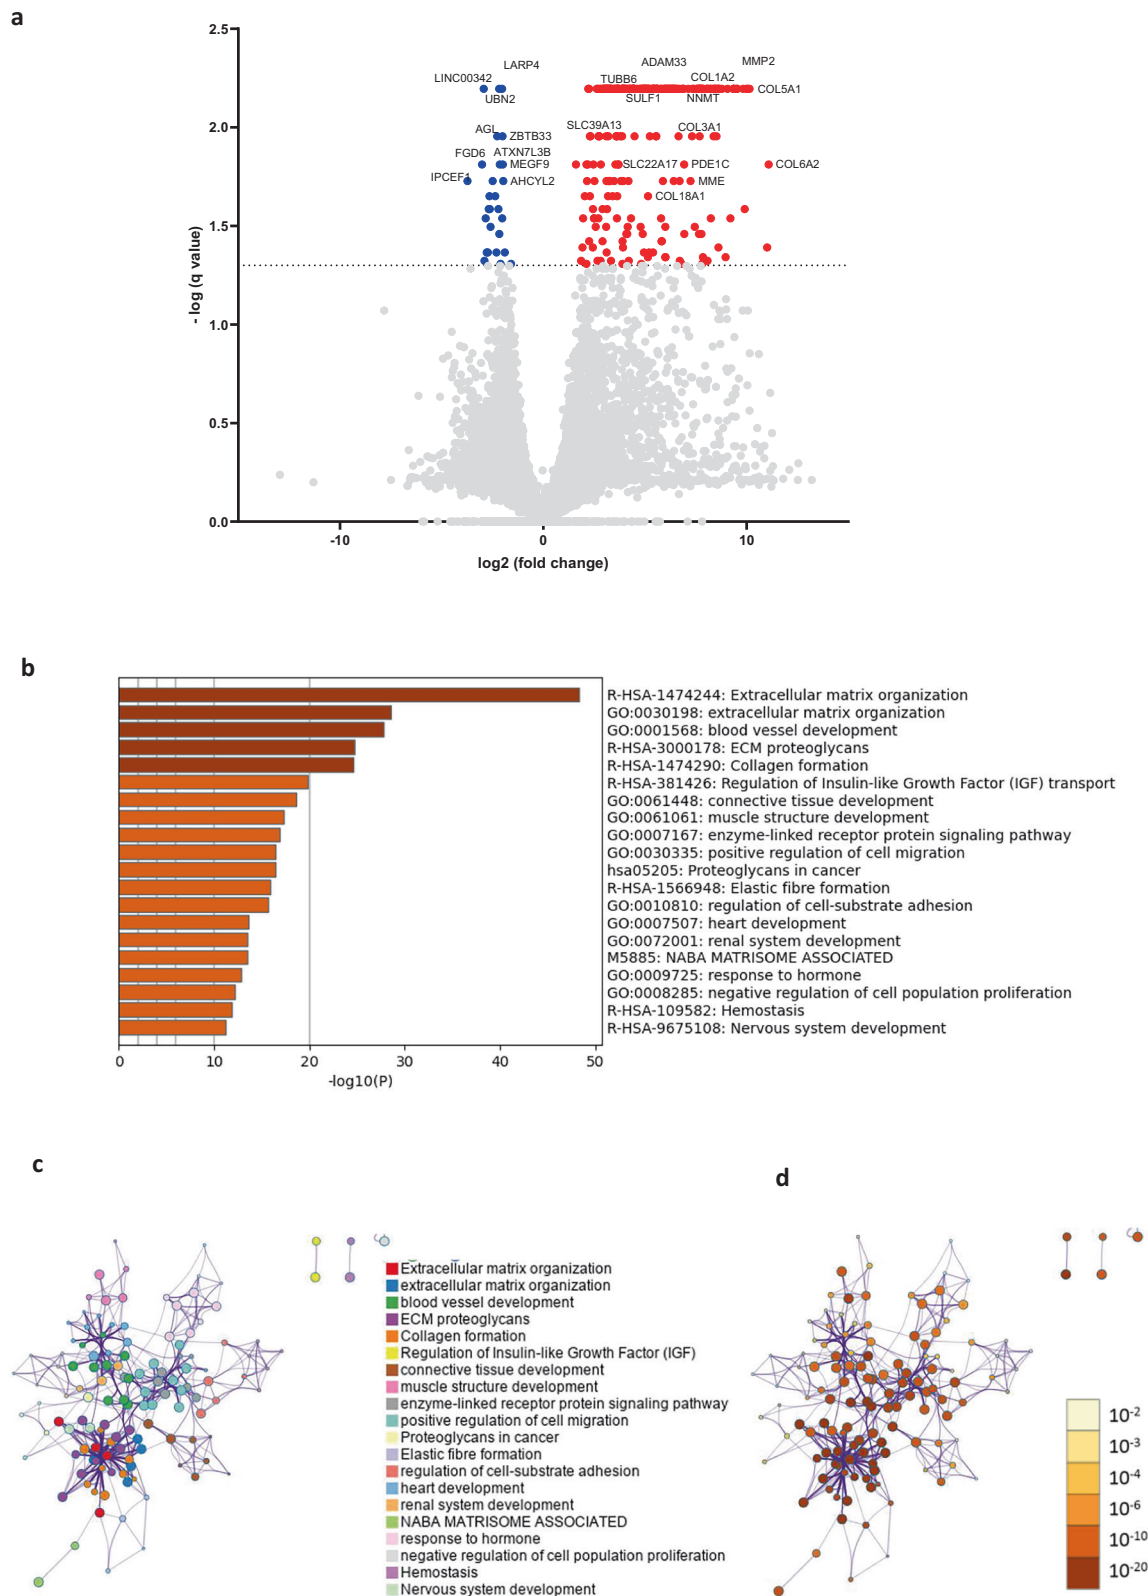 a
2.5
2.0
1.5
1.0
0.5
0.0
- log (q value)
-10
0
10
log2 (fold change)
LARP4
LINC00342
UBN2
ADAM33
MMP2
TUBB6
COL1A2
COL5A1
SULF1
NNMT
AGL
ZBTB33
SLC39A13
COL3A1
FGD6
ATXN7L3B
MEGF9
SLC22A17
PDE1C
COL6A2
IPCEF1
AHCYL2
MME
COL18A1
b
R-HSA-1474244: Extracellular matrix organization
GO:0030198: extracellular matrix organization
GO:0001568: blood vessel development
R-HSA-3000178: ECM proteoglycans
R-HSA-1474290: Collagen formation
R-HSA-381426: Regulation of Insulin-like Growth Factor (IGF) transport
GO:0061448: connective tissue development
GO:0061061: muscle structure development
GO:0007167: enzyme-linked receptor protein signaling pathway
GO:0030335: positive regulation of cell migration
hsa05205: Proteoglycans in cancer
R-HSA-1566948: Elastic fibre formation
GO:0010810: regulation of cell-substrate adhesion
GO:0007507: heart development
GO:0072001: renal system development
M5885: NABA MATRISOME ASSOCIATED
GO:0009725: response to hormone
GO:0008285: negative regulation of cell population proliferation
R-HSA-109582: Hemostasis
R-HSA-9675108: Nervous system development
0
10
20
30
40
50
-log10(P)
c
Extracellular matrix organization
extracellular matrix organization
blood vessel development
ECM proteoglycans
Collagen formation
Regulation of Insulin-like Growth Factor (IGF)
connective tissue development
muscle structure development
enzyme-linked receptor protein signaling pathway
positive regulation of cell migration
Proteoglycans in cancer
Elastic fibre formation
regulation of cell-substrate adhesion
heart development
renal system development
NABA MATRISOME ASSOCIATED
response to hormone
negative regulation of cell population proliferation
Hemostasis
Nervous system development
d
10-2
10-3
10-4
10-6
10-10
10-20